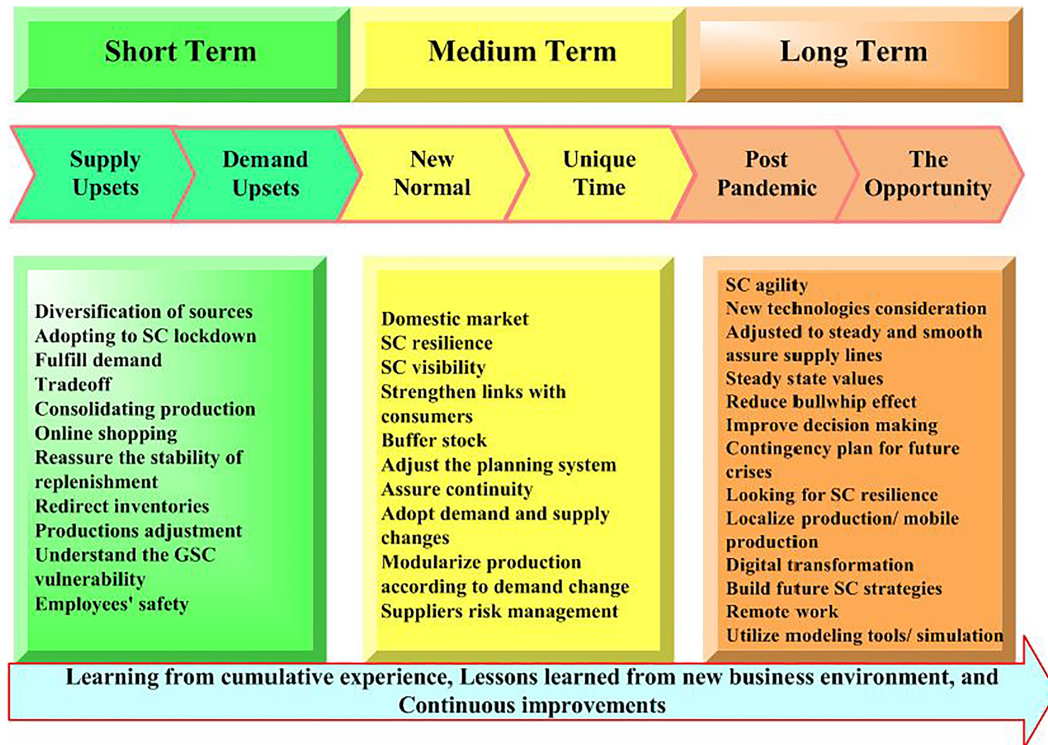 Short Term
Medium Term
Long Term
Supply
Upsets
Demand
Upsets
New
Normal
Unique
Time
Post
Pandemic
The
Opportunity
Diversification of sources
Adopting to SC lockdown
Fulfill demand
Tradeoff
Consolidating production
Online shopping
Reassure the stability of
replenishment
Redirect inventories
Productions adjustment
Understand the GSC
vulnerability
Employees' safety
Domestic market
SC resilience
SC visibility
Strengthen links with
consumers
Buffer stock
Adjust the planning system
Assure continuity
Adopt demand and supply
changes
Modularize production
according to demand change
Suppliers risk management
SC agility
New technologies consideration
Adjusted to steady and smooth
assure supply lines
Steady state values
Reduce bullwhip effect
Improve decision making
Contingency plan for future
crises
Looking for SC resilience
Localize production/ mobile
production
Digital transformation
Build future SC strategies
Remote work
Utilize modeling tools/ simulation
Learning from cumulative experience, Lessons learned from new business environment, and
Continuous improvements